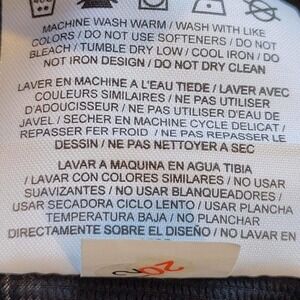 MACHINE WASH WARM / WASH WITH LIKE
COLORS / DO NOT USE SOFTENERS / DO NOT
BLEACH / TUMBLE DRY LOW / COOL IRON / DO
NOT IRON DESIGN / DO NOT DRY CLEAN
LAVER EN MACHINE A L'EAU TIEDE / LAVER AVEC
COULEURS SIMILAIRES / NE PAS UTILISER
D'ADOUCISSEUR / NE PAS UTILISER D'EAU DE
JAVEL / SECHER EN MACHINE CYCLE DELICAT /
REPASSER FER FROID / NE PAS REPASSER LE
DESSIN / NE PAS NETTOYER A SEC
LAVAR A MAQUINA EN AGUA TIBIA
/ LAVAR CON COLORES SIMILARES / NO USAR
SUAVIZANTES / NO USAR BLANQUEADORES /
USAR SECADORA CICLO LENTO / USAR PLANCHA
TEMPERATURA BAJA / NO PLANCHAR
DIRECTAMENTE SOBRE EL DISEÑO / NO LAVAR EN